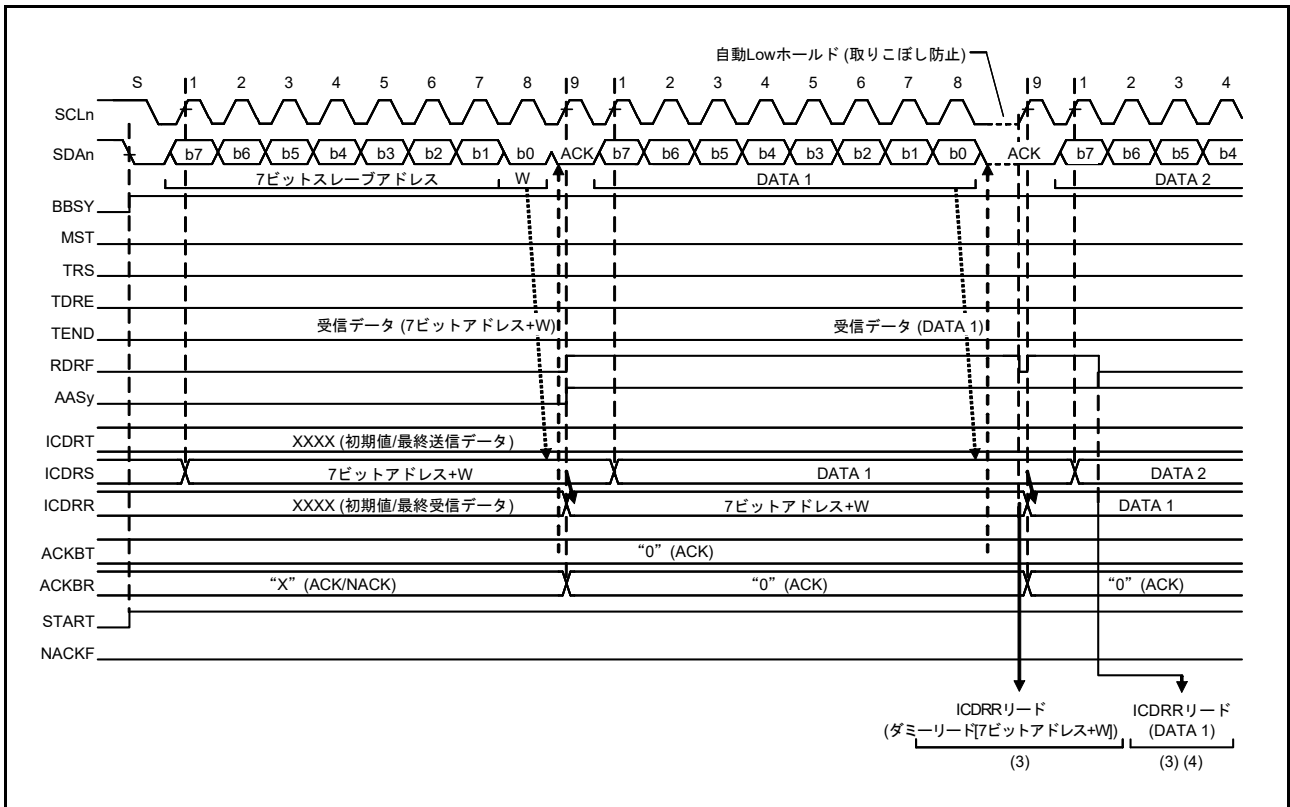 自動Lowホールド (取りこぼし防止)
S 1 2 3 4 5 6 7 8 9 1 2 3 4 5 6 7 8 9 1 2 3 4
SCLn
SDAn b7 b6 b5 b4 b3 b2 b1 b0 ACK b7 b6 b5 b4 b3 b2 b1 b0 ACK b7 b6 b5 b4
7ビットスレーブアドレス W DATA 1 DATA 2
BBSY
MST
TRS
TDRE
TEND 受信データ (7ビットアドレス+W) 受信データ (DATA 1)
RDRF
AASy
ICDRT XXXX (初期値/最終送信データ)
ICDRS 7ビットアドレス+W DATA 1 DATA 2
ICDRR XXXX (初期値/最終受信データ) 7ビットアドレス+W DATA 1
ACKBT “0” (ACK)
ACKBR “X” (ACK/NACK) “0” (ACK) “0” (ACK)
START
NACKF
ICDRRリード ICDRRリード
(ダミーリード[7ビットアドレス+W]) (DATA 1)
(3) (3) (4)